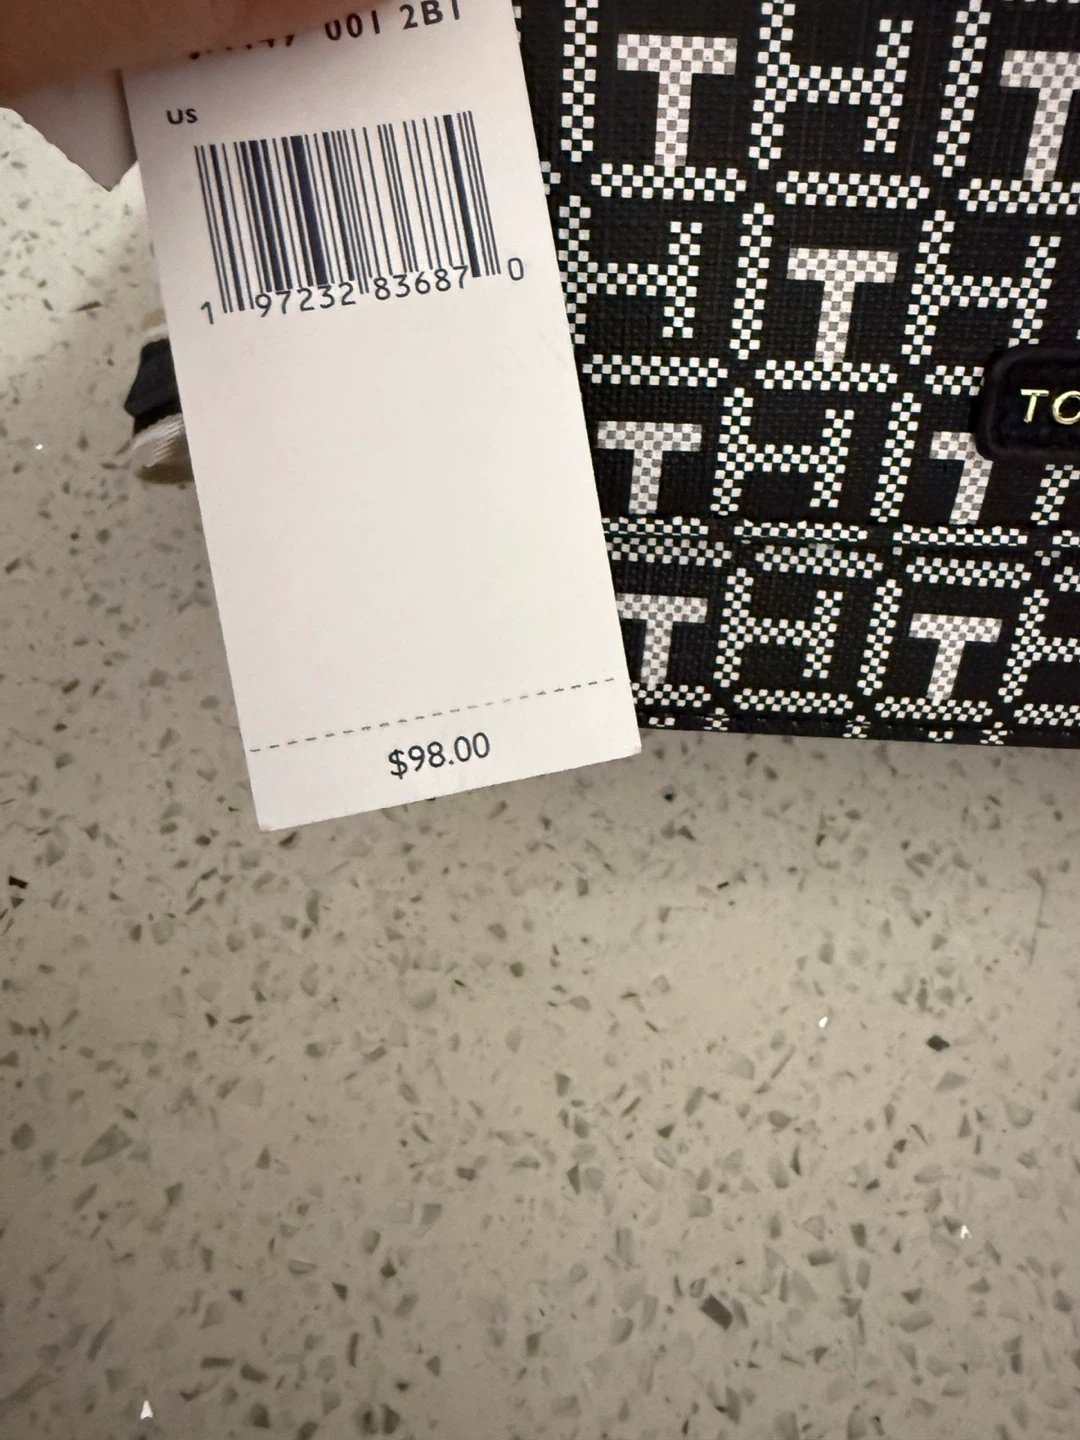 001 2B1
US
1 97232 83687 0
$98.00
T H T
H T H
TO
T H T
T H T H